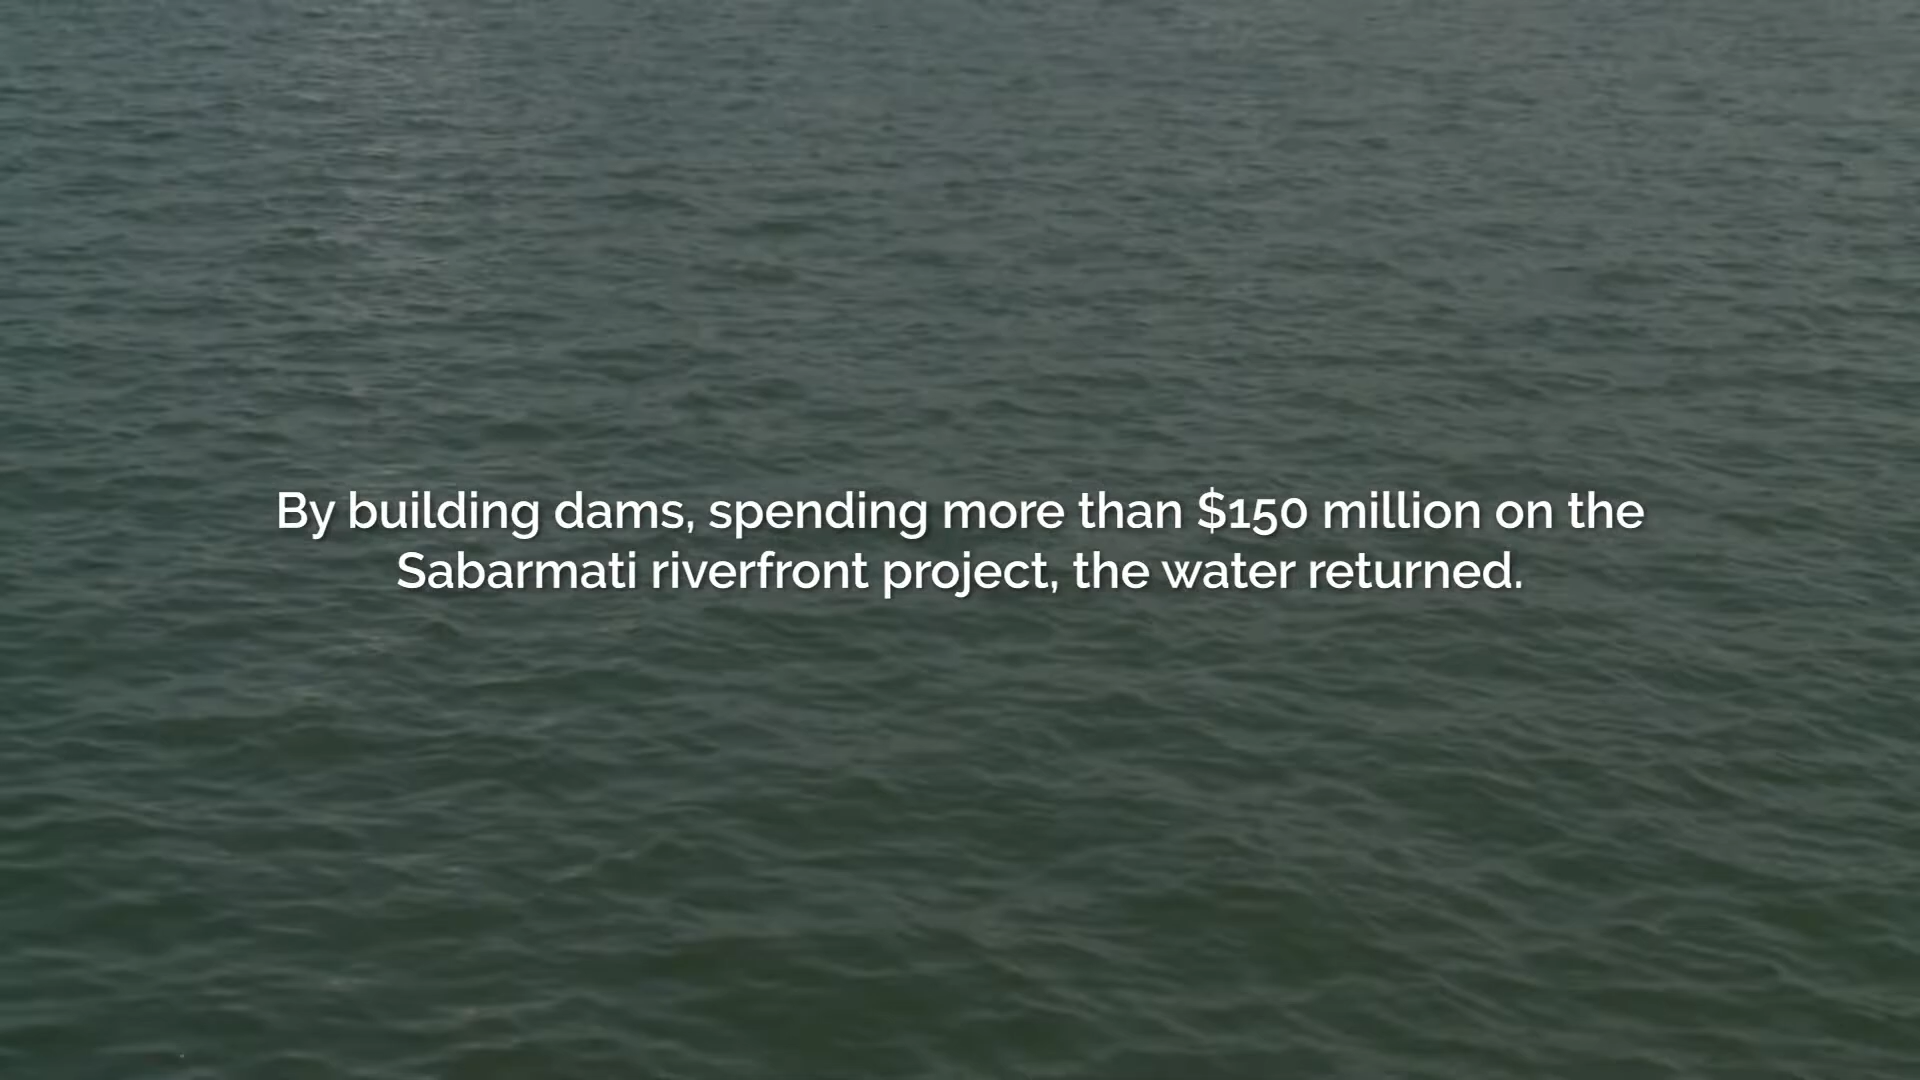 By building dams, spending more than $150 million on the
Sabarmati riverfront project, the water returned.